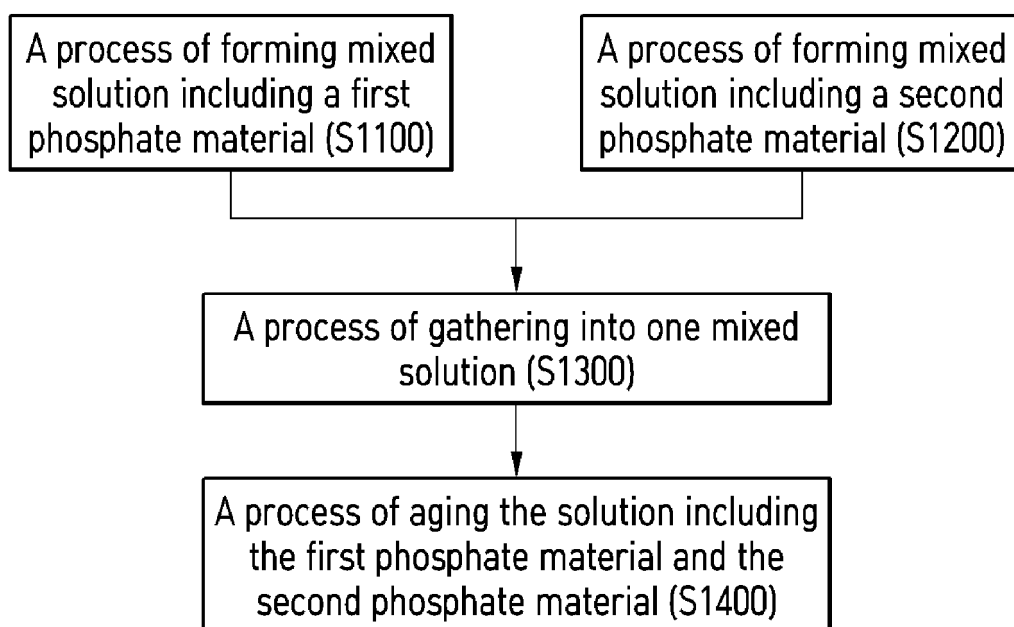 A process of forming mixed
solution including a first
phosphate material (S1100)
A process of forming mixed
solution including a second
phosphate material (S1200)
A process of gathering into one mixed
solution (S1300)
A process of aging the solution including
the first phosphate material and the
second phosphate material (S1400)